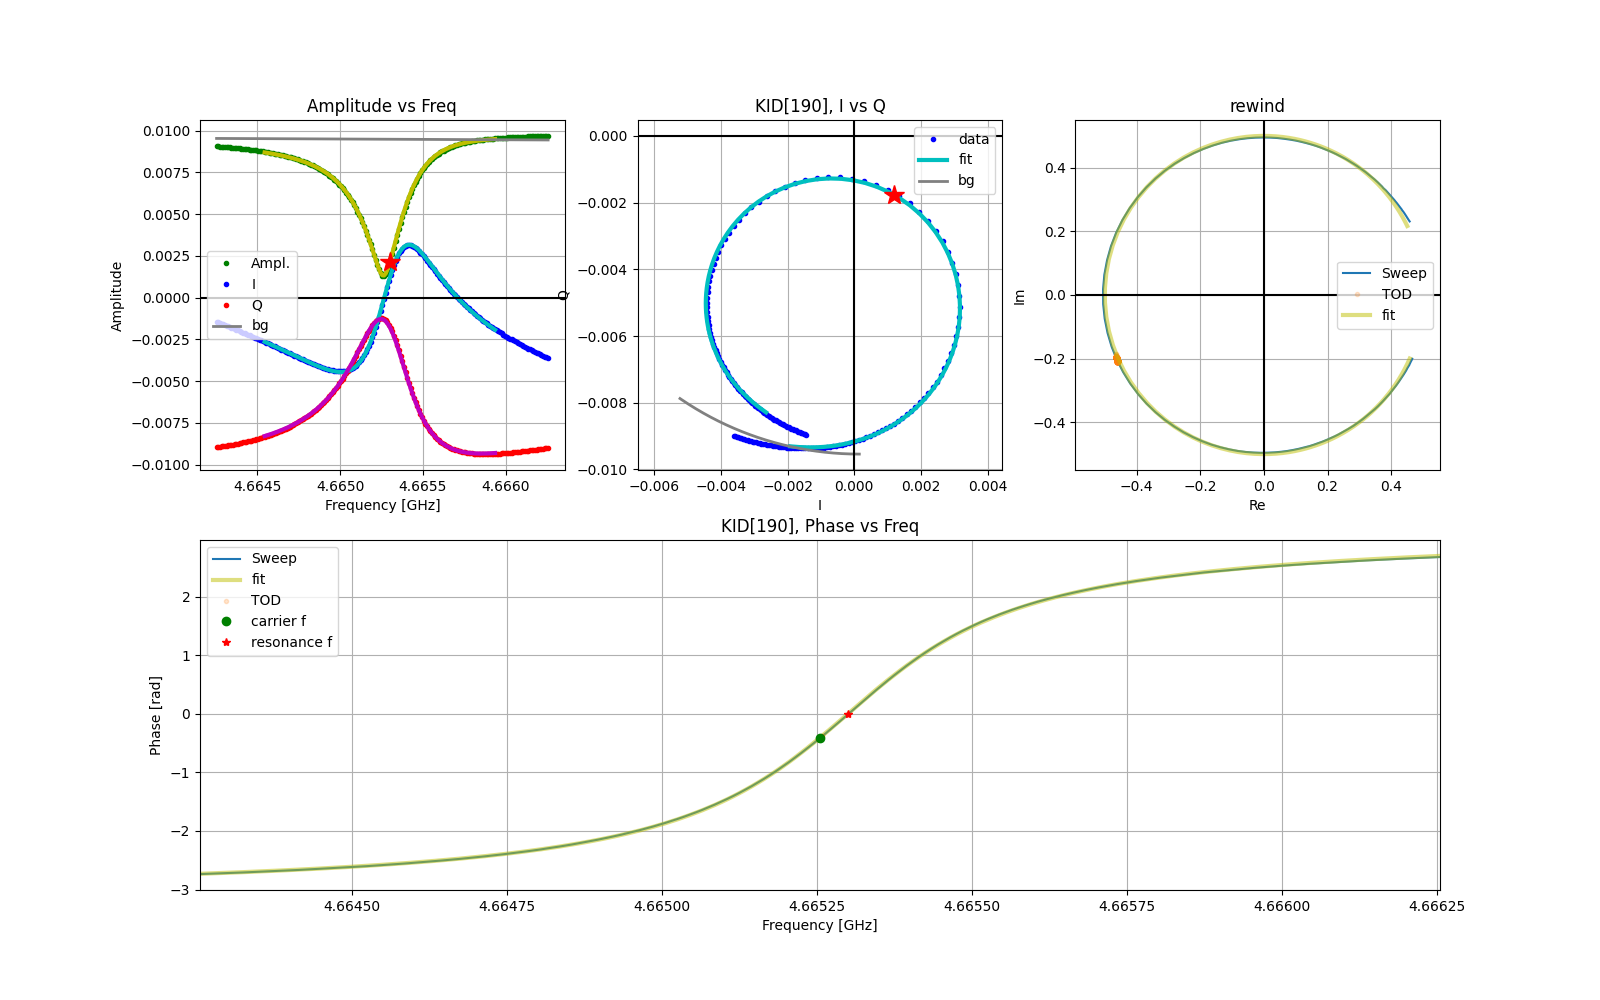 Amplitude vs Freq
0.0100
0.0075
0.0050
0.0025
0.0000
−0.0025
−0.0050
−0.0075
−0.0100
Amplitude
Ampl.
I
Q
bg
4.6645
4.6650
4.6655
4.6660
Frequency [GHz]
KID[190], I vs Q
0.000
−0.002
−0.004
−0.006
−0.008
−0.010
Q
data
fit
bg
−0.006
−0.004
−0.002
0.000
0.002
0.004
I
rewind
0.4
0.2
0.0
−0.2
−0.4
Im
Sweep
TOD
fit
−0.4
−0.2
0.0
0.2
0.4
Re
KID[190], Phase vs Freq
2
1
0
−1
−2
−3
Phase [rad]
Sweep
fit
TOD
carrier f
resonance f
4.66450
4.66475
4.66500
4.66525
4.66550
4.66575
4.66600
4.66625
Frequency [GHz]